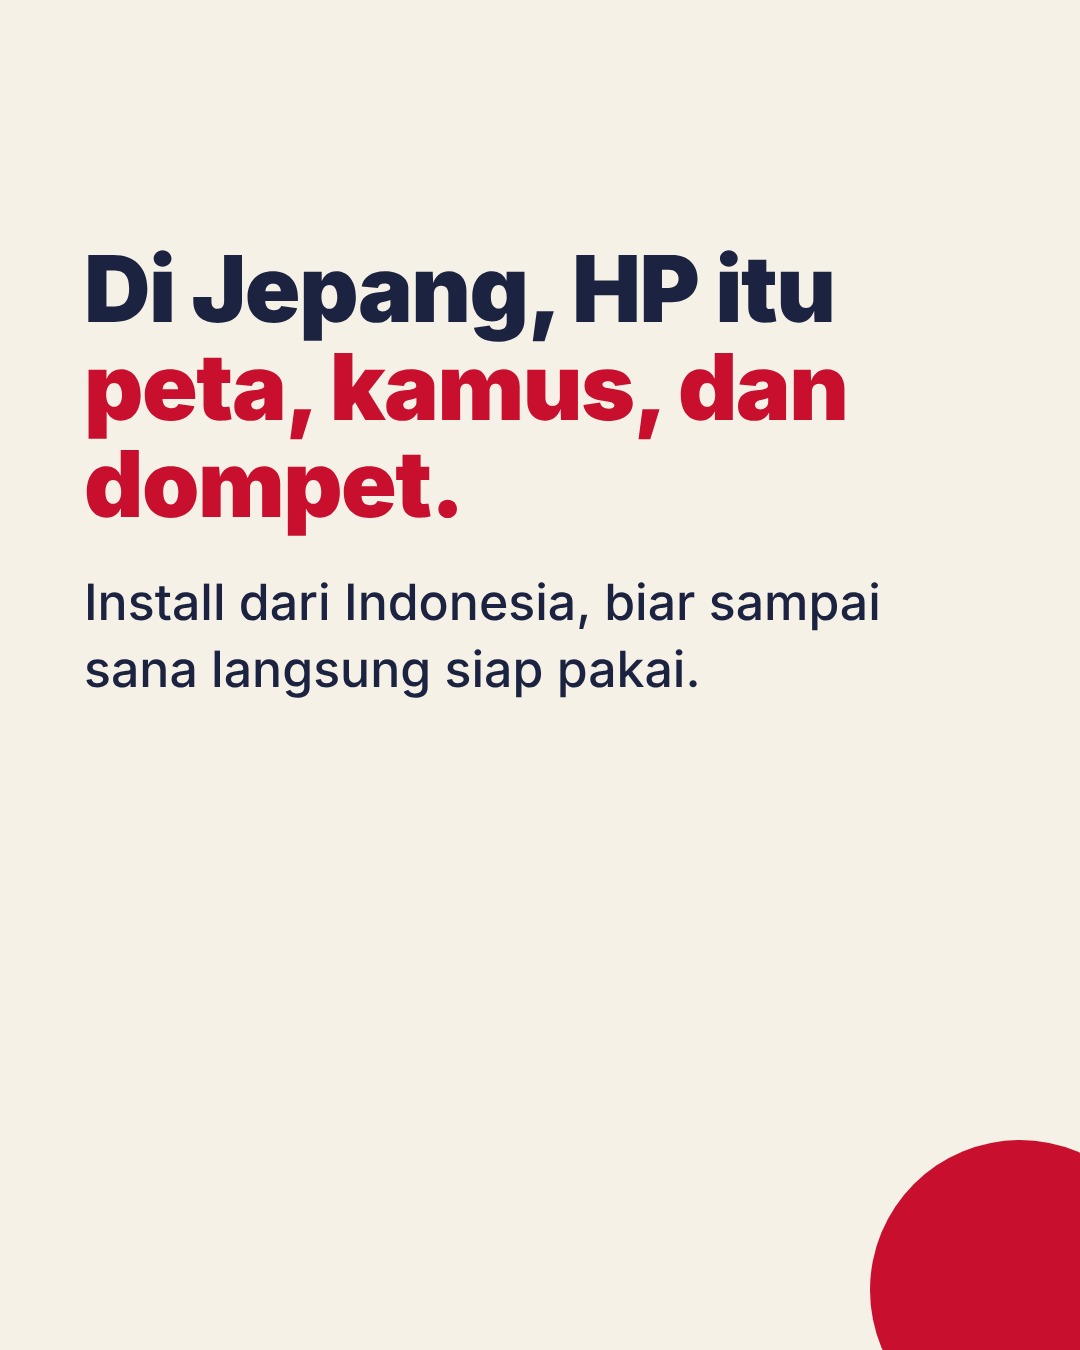 Di Jepang, HP itu
peta, kamus, dan
dompet.
Install dari Indonesia, biar sampai
sana langsung siap pakai.